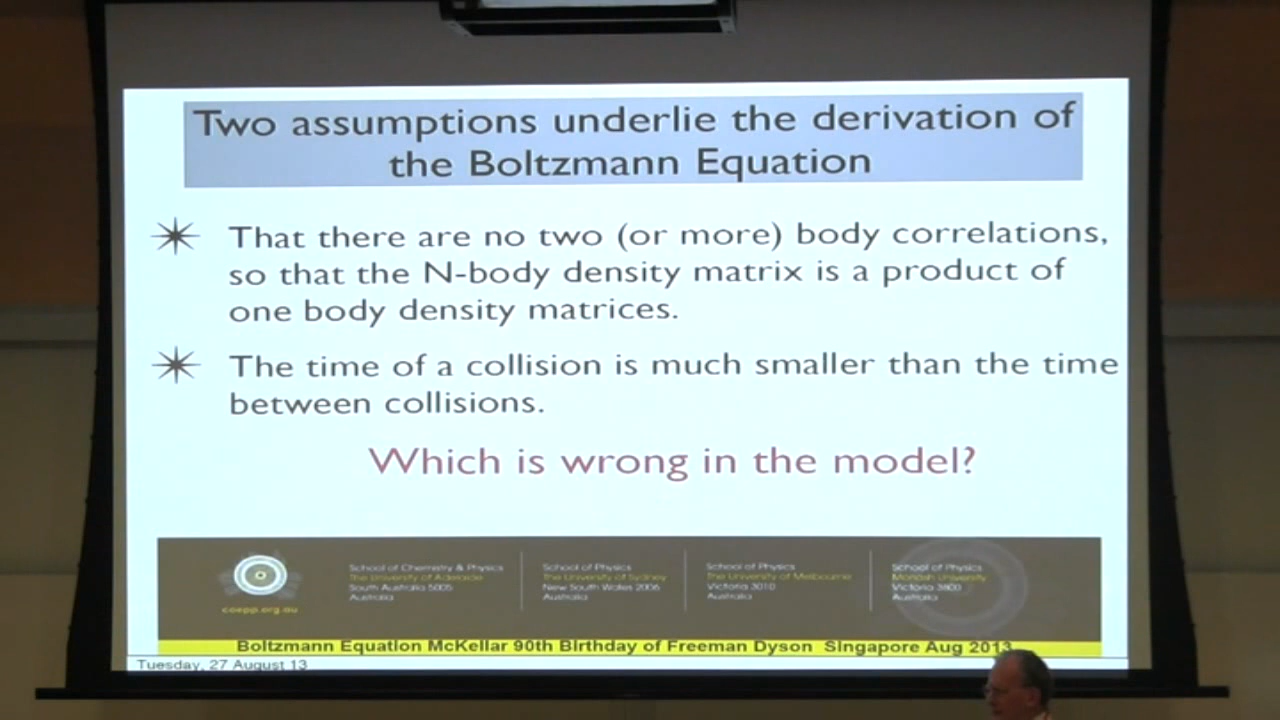 Two assumptions underlie the derivation of
the Boltzmann Equation
That there are no two (or more) body correlations,
so that the N-body density matrix is a product of
one body density matrices.
The time of a collision is much smaller than the time
between collisions.
Which is wrong in the model?
coepp.org.au
School of Chemistry & Physics
The University of Adelaide
South Australia 5005
Australia
School of Physics
The University of Sydney
New South Wales 2006
Australia
School of Physics
The University of Melbourne
Victoria 3010
Australia
School of Physics
Monash University
Victoria 3800
Australia
Boltzmann Equation McKellar 90th Birthday of Freeman Dyson Singapore Aug 2013
Tuesday, 27 August 13